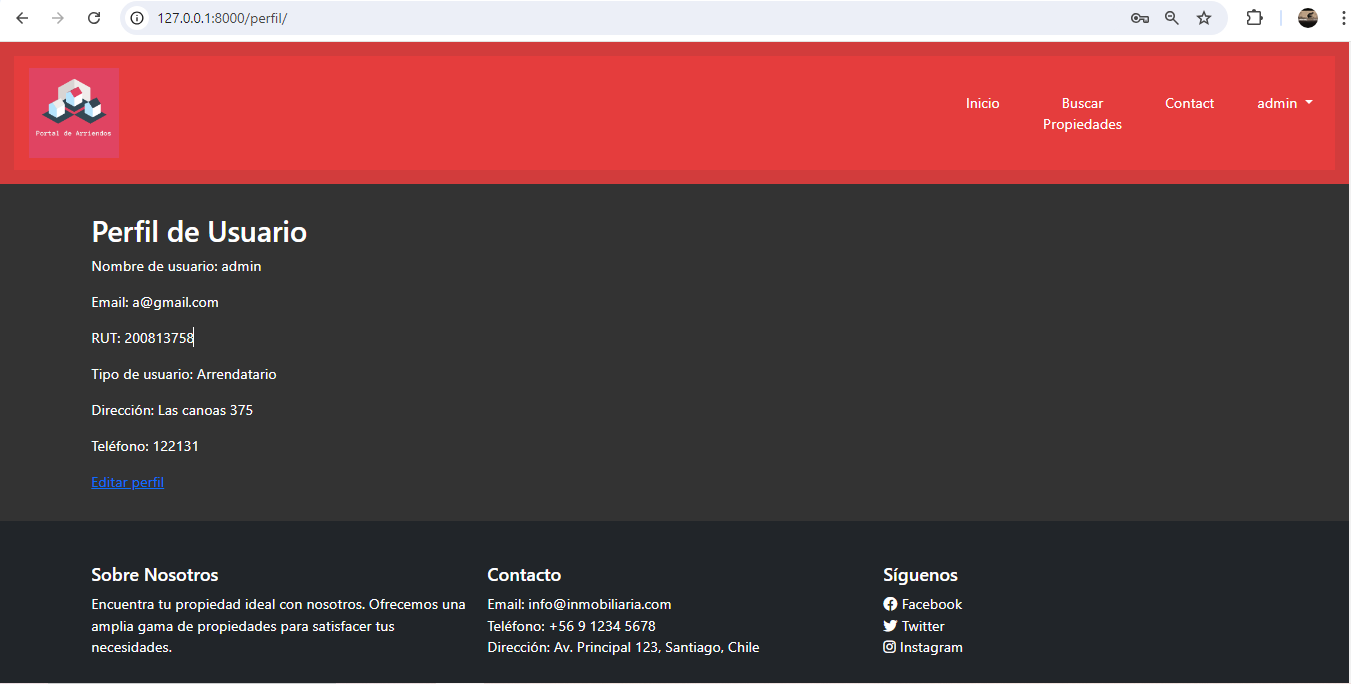 127.0.0.1:8000/perfil/
Portal de Arriendos
Inicio
Buscar
Propiedades
Contact
admin
Perfil de Usuario
Nombre de usuario: admin
Email: a@gmail.com
RUT: 200813758
Tipo de usuario: Arrendatario
Dirección: Las canoas 375
Teléfono: 122131
Editar perfil
Sobre Nosotros
Encuentra tu propiedad ideal con nosotros. Ofrecemos una
amplia gama de propiedades para satisfacer tus
necesidades.
Contacto
Email: info@inmobiliaria.com
Teléfono: +56 9 1234 5678
Dirección: Av. Principal 123, Santiago, Chile
Síguenos
Facebook
Twitter
Instagram